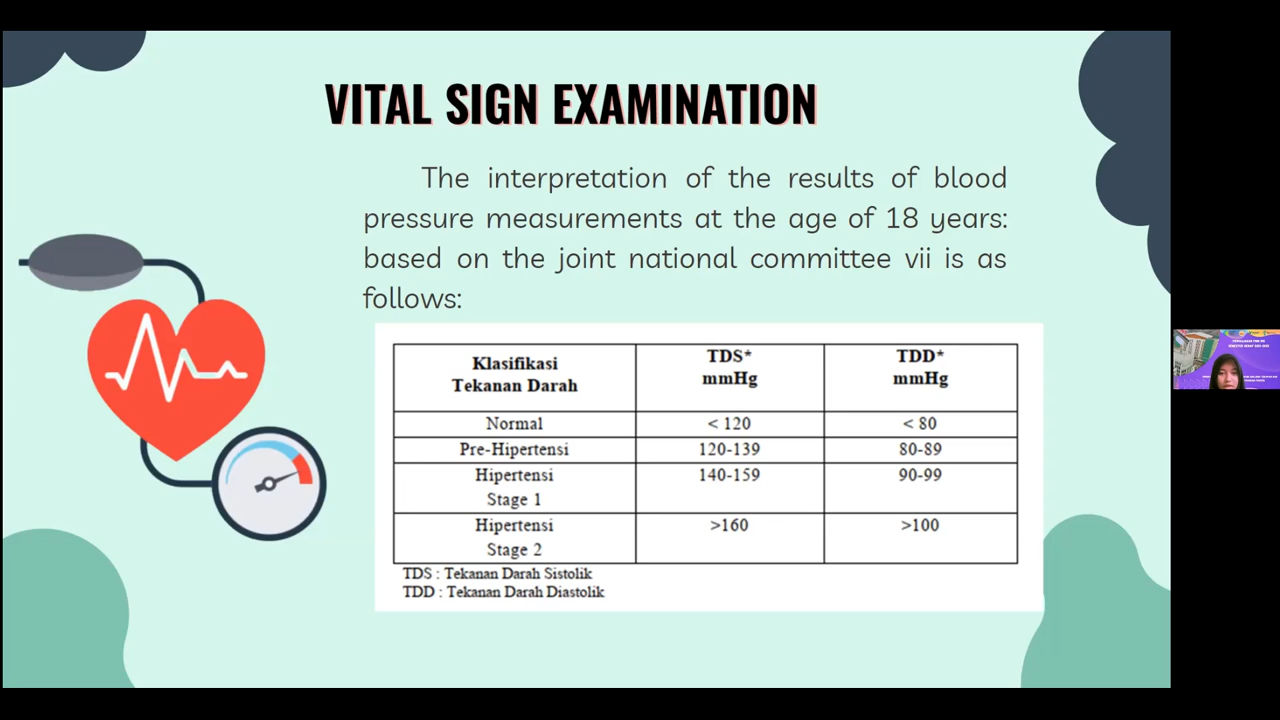 VITAL SIGN EXAMINATION
The interpretation of the results of blood
pressure measurements at the age of 18 years:
based on the joint national committee vii is as
follows:
Klasifikasi Tekanan Darah TDS* mmHg TDD* mmHg
Normal < 120 < 80
Pre-Hipertensi 120-139 80-89
Hipertensi Stage 1 140-159 90-99
Hipertensi Stage 2 >160 >100
TDS : Tekanan Darah Sistolik
TDD : Tekanan Darah Diastolik